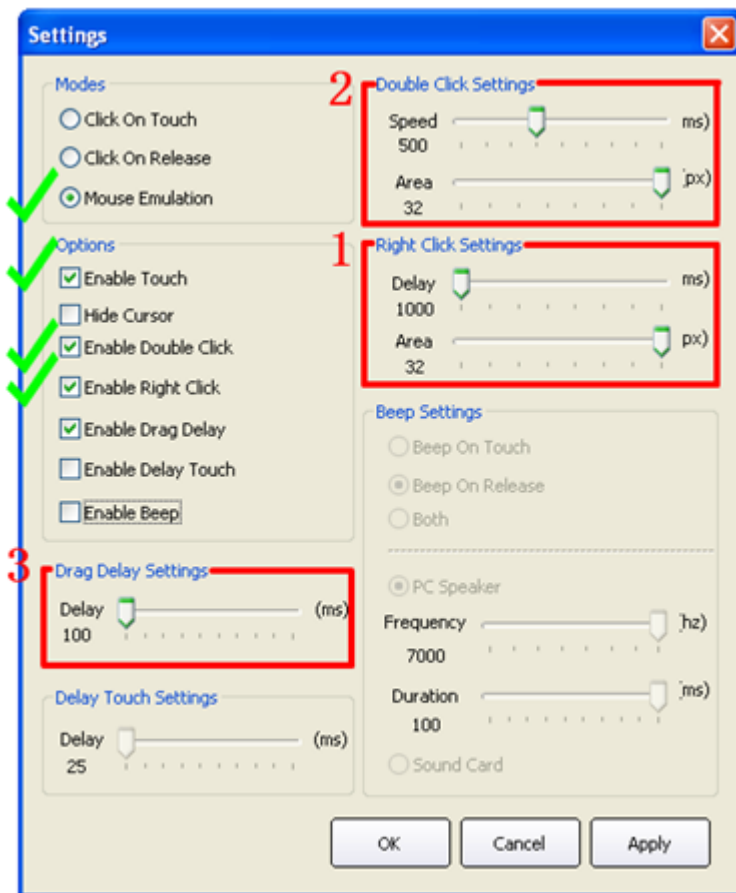 Settings
Modes
Click On Touch
Click On Release
Mouse Emulation
Options
Enable Touch
Hide Cursor
Enable Double Click
Enable Right Click
Enable Drag Delay
Enable Delay Touch
Enable Beep
3
Drag Delay Settings
Delay (ms)
100
Delay Touch Settings
Delay (ms)
25
2
Double Click Settings
Speed ms)
500
Area px)
32
1
Right Click Settings
Delay ms)
1000
Area px)
32
Beep Settings
Beep On Touch
Beep On Release
Both
PC Speaker
Frequency hz)
7000
Duration ms)
100
Sound Card
OK Cancel Apply